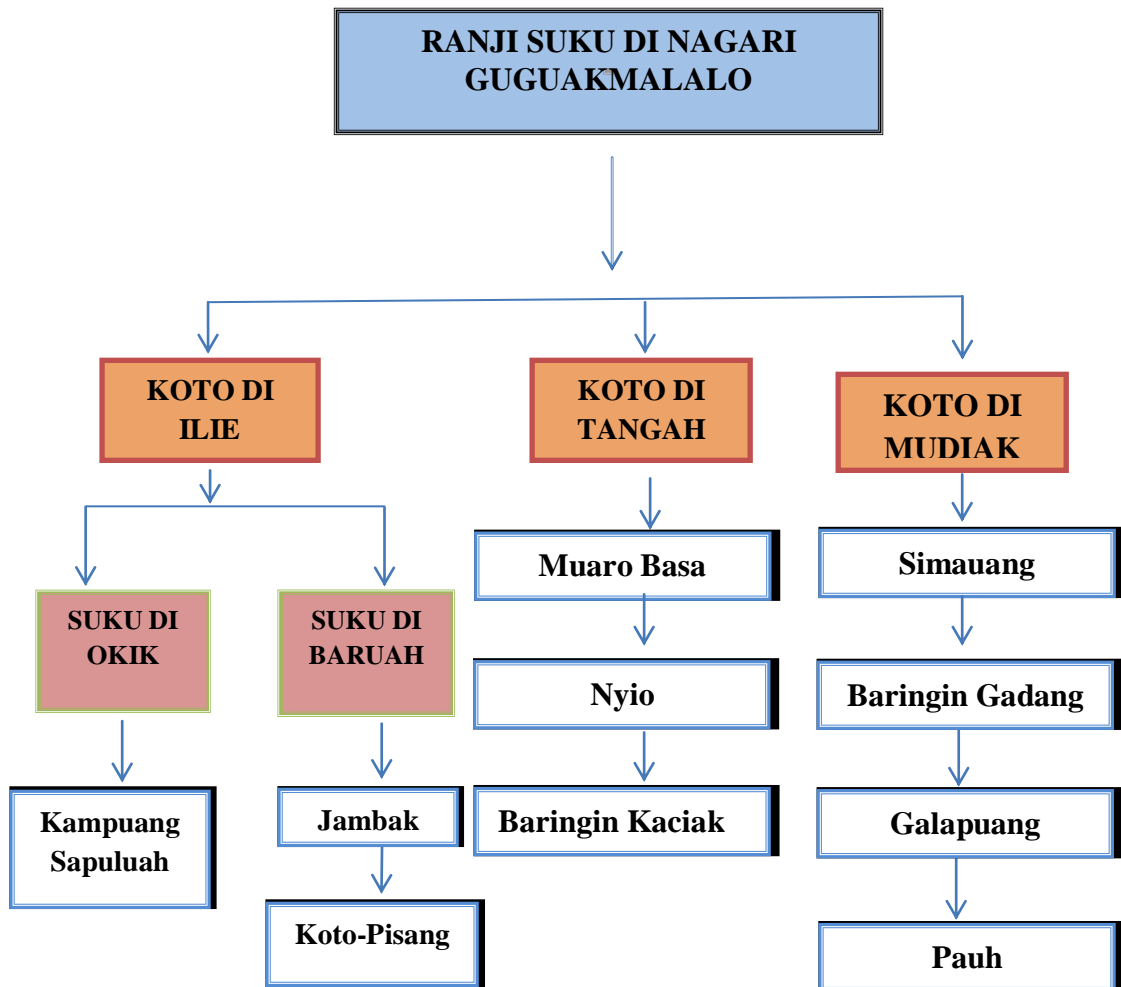 RANJI SUKU DI NAGARI
GUGUAKMALALO
KOTO DI
ILIE
KOTO DI
TANGAH
KOTO DI
MUDIAK
SUKU DI
OKIK
SUKU DI
BARUAH
Muaro Basa
Simauang
Nyio
Baringin Gadang
Kampuang
Sapuluah
Jambak
Baringin Kaciak
Galapuang
Koto-Pisang
Pauh